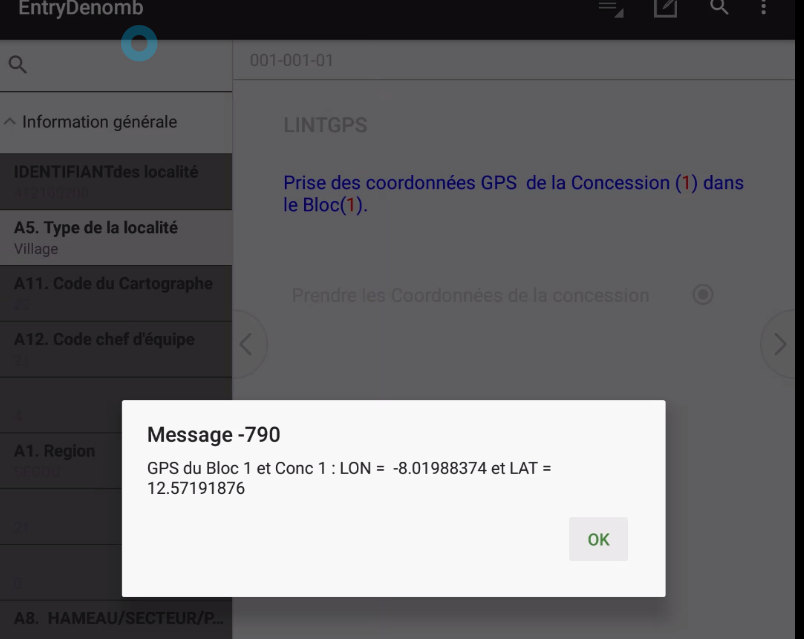 EntryDenomb
001-001-01
Information générale
LINTGPS
IDENTIFIANTdes localité
Prise des coordonnées GPS de la Concession (1) dans
le Bloc(1).
A5. Type de la localité
Village
A11. Code du Cartographe
Prendre les Coordonnées de la concession
A12. Code chef d'équipe
A1. Region
Message -790
GPS du Bloc 1 et Conc 1 : LON = -8.01988374 et LAT =
12.57191876
OK
A8. HAMEAU/SECTEUR/P...